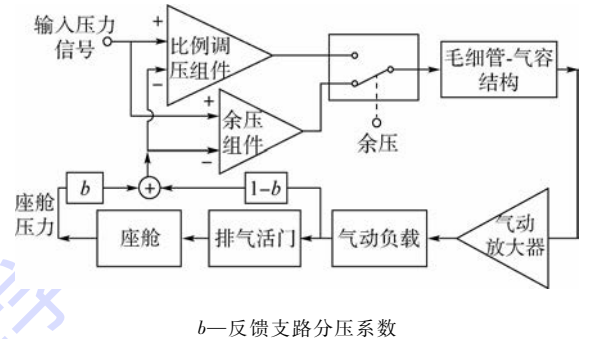 输入压力
信号
+
−
比例调
压组件
+
−
余压
组件
余压
毛细管-气容
结构
b
+
1−b
座舱
压力
座舱
排气活门
气动负载
气动
放大器
b—反馈支路分压系数